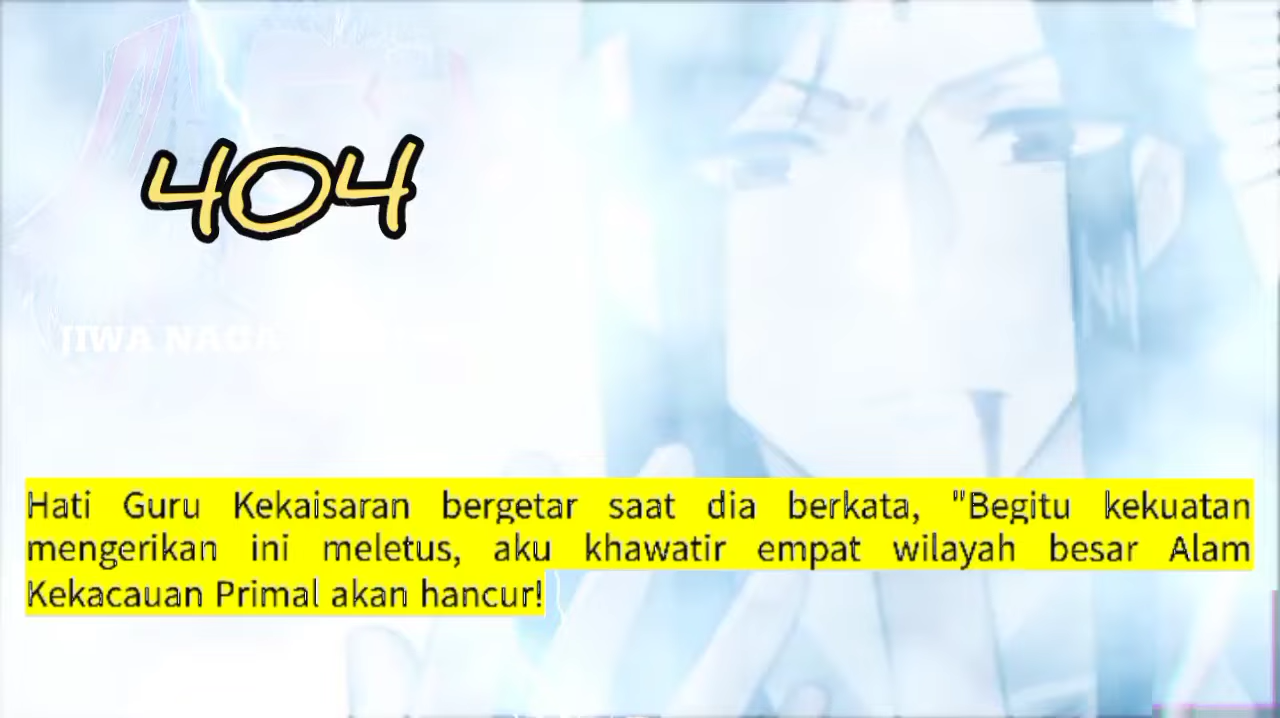 404
JIWA NAGA
Hati Guru Kekaisaran bergetar saat dia berkata, "Begitu kekuatan
mengerikan ini meletus, aku khawatir empat wilayah besar Alam
Kekacauan Primal akan hancur!